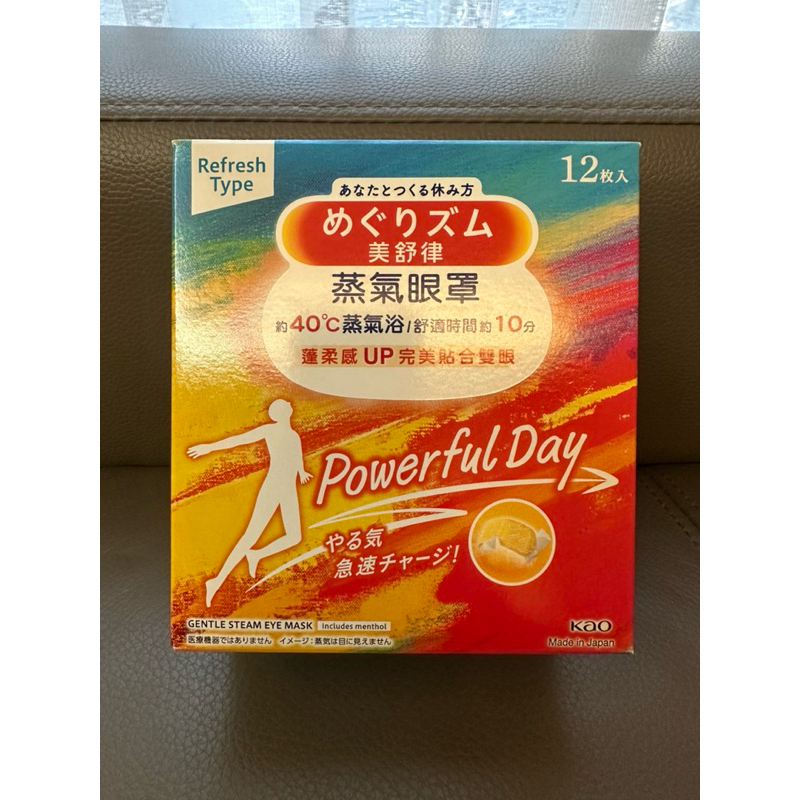 Refresh
Type
12枚入
あなたとつくる休み方
めぐりズム
美舒律
蒸氣眼罩
約40℃蒸氣浴/舒適時間約10分
蓬柔感UP完美貼合雙眼
Powerful Day
やる気
急速チャージ!
GENTLE STEAM EYE MASK Includes menthol
医療機器ではありません イメージ:蒸気は目に見えません
Kao
Made in Japan